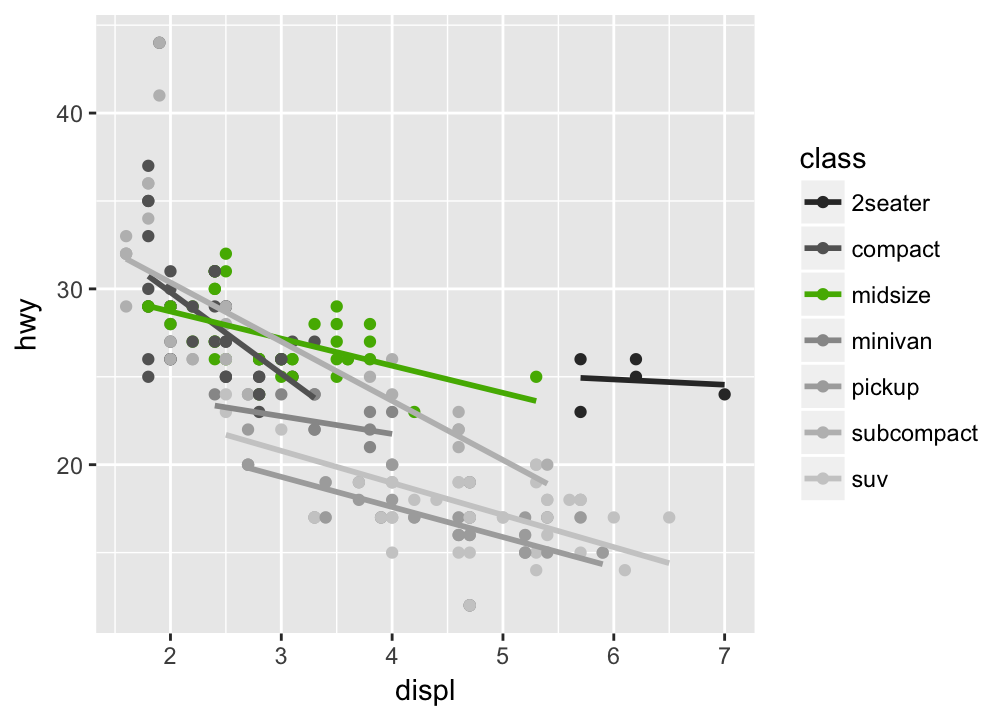 40
30
20
hwy
2 3 4 5 6 7
displ
class
2seater
compact
midsize
minivan
pickup
subcompact
suv